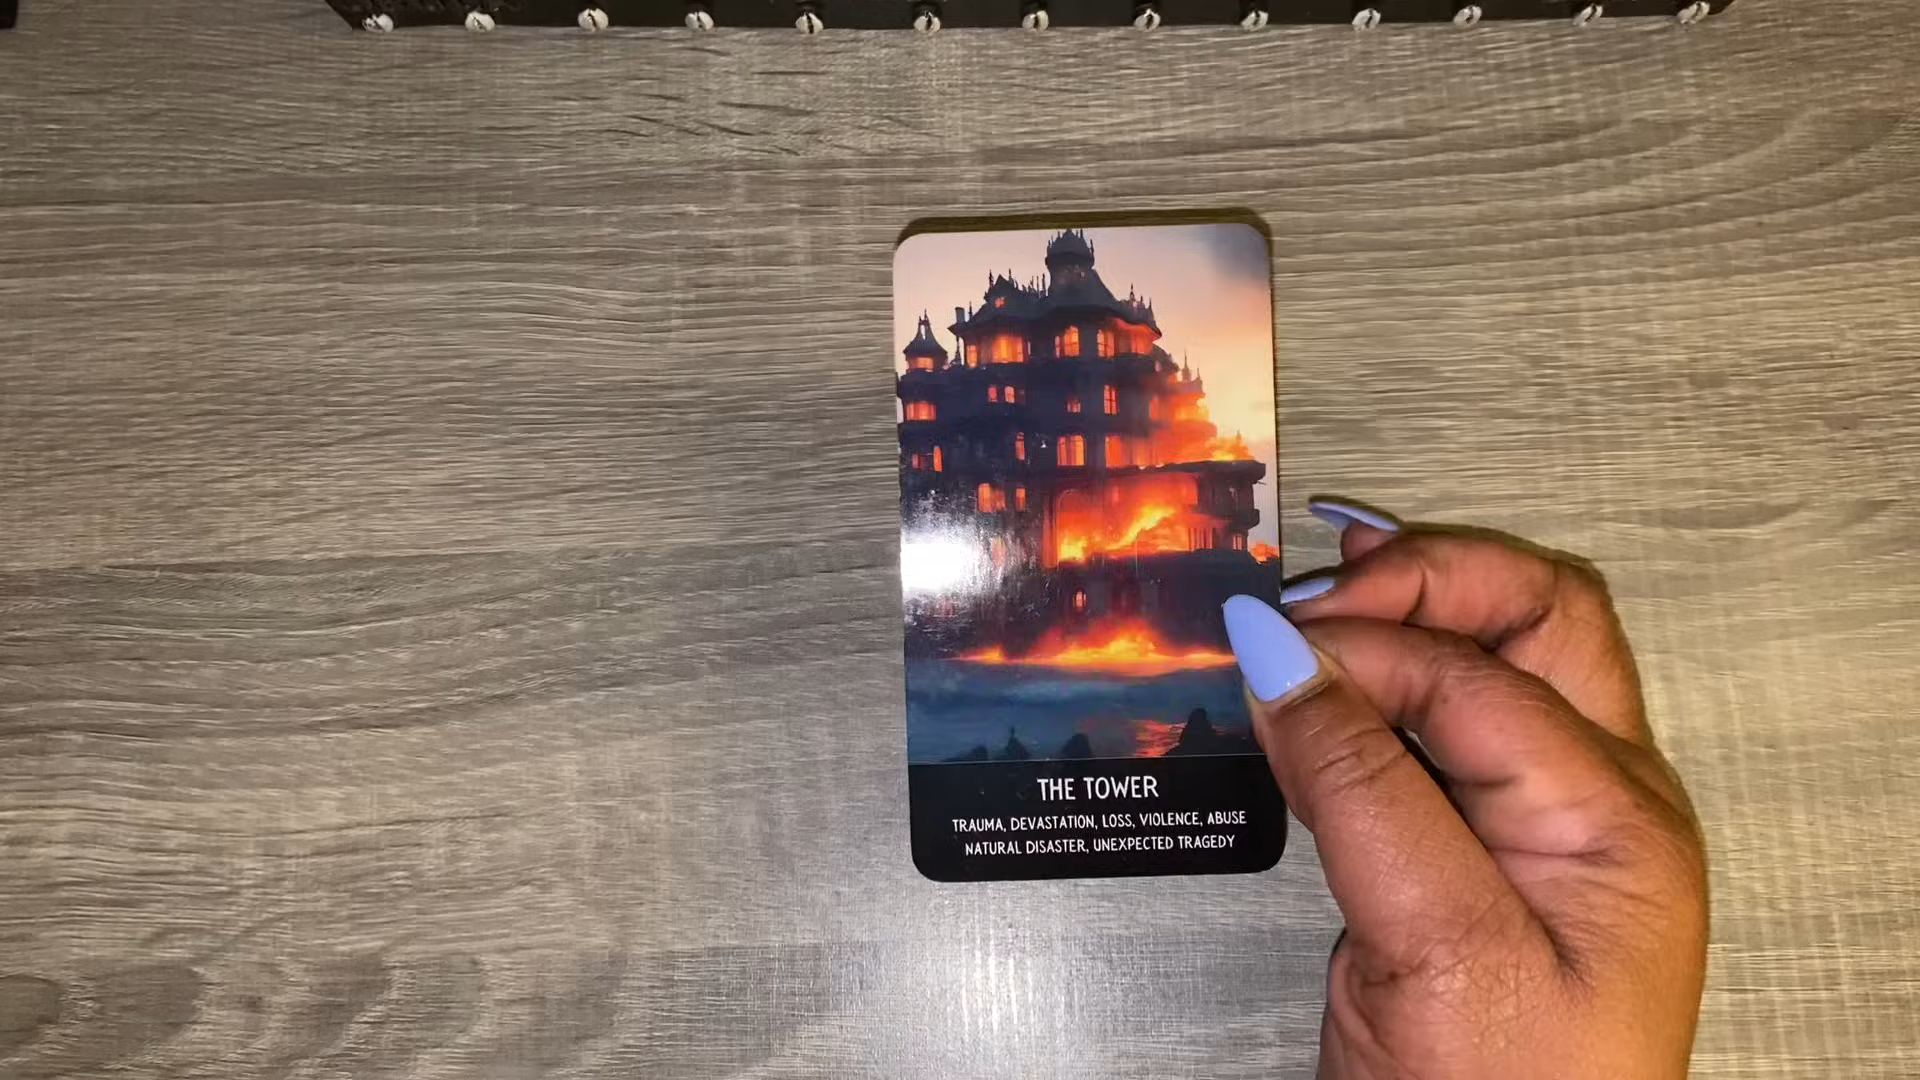 THE TOWER
TRAUMA, DEVASTATION, LOSS, VIOLENCE, ABUSE
NATURAL DISASTER, UNEXPECTED TRAGEDY